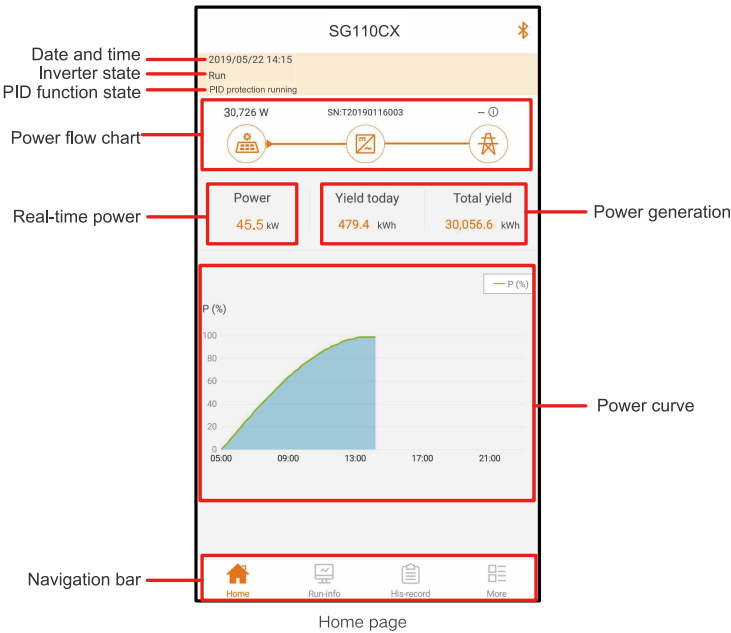 SG110CX
Date and time
2019/05/22 14:15
Inverter state
Run
PID function state
PID protection running
Power flow chart
30,726 W
SN:T20190116003
--
Real-time power
Power
45.5 kW
Yield today
479.4 kWh
Total yield
30,056.6 kWh
Power generation
P (%)
P (%)
100
80
60
40
20
0
05:00 09:00 13:00 17:00 21:00
Power curve
Navigation bar
Home Run-info His-record More
Home page